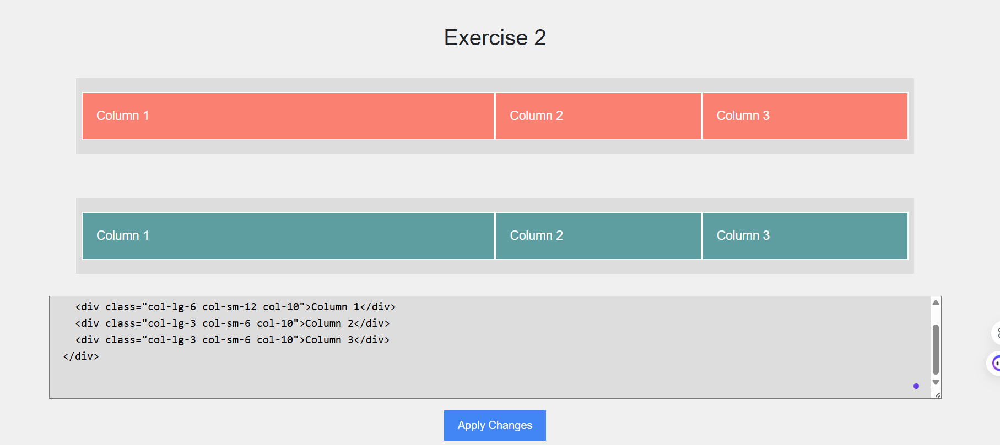 Exercise 2
Column 1 Column 2 Column 3
Column 1 Column 2 Column 3
<div class="col-lg-6 col-sm-12 col-10">Column 1</div>
<div class="col-lg-3 col-sm-6 col-10">Column 2</div>
<div class="col-lg-3 col-sm-6 col-10">Column 3</div>
</div>
Apply Changes